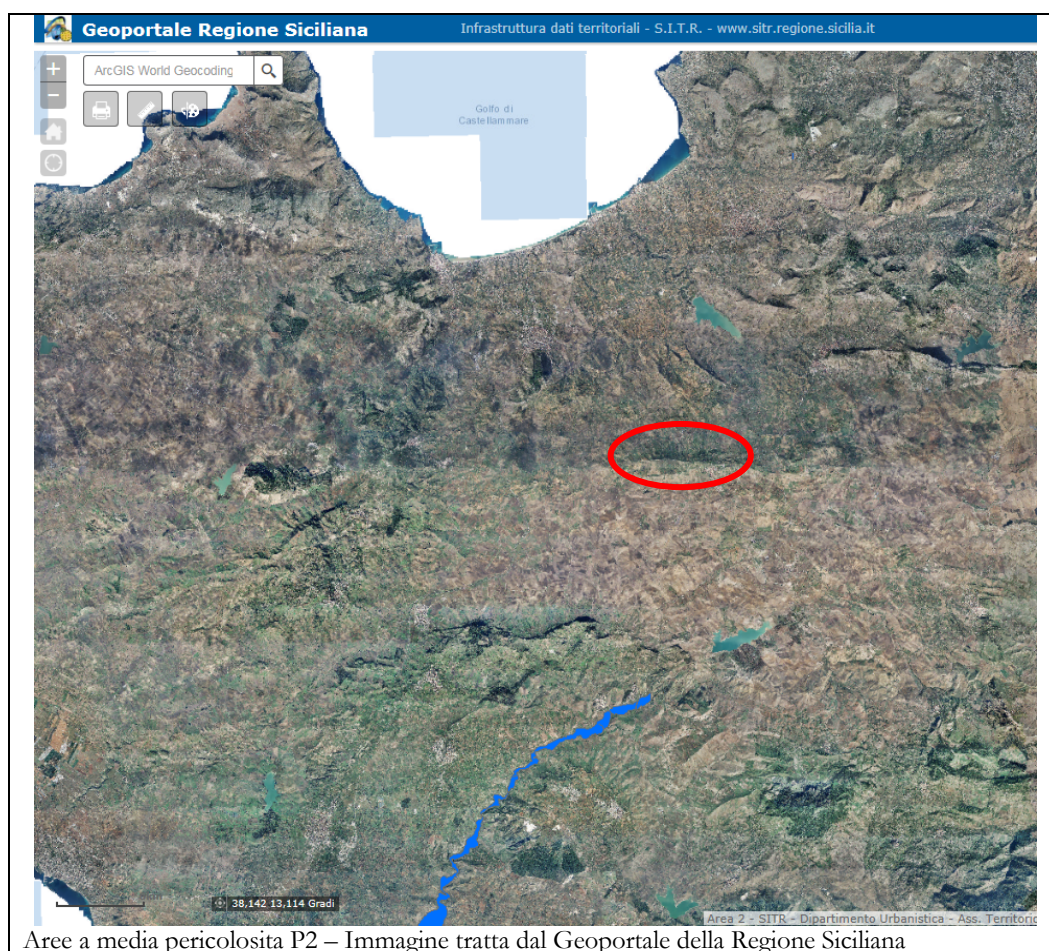 Geoportale Regione Siciliana
Infrastruttura dati territoriali - S.I.T.R. - www.sitr.regione.sicilia.it
ArcGIS World Geocoding
Golfo di
Castellammare
38,142 13,114 Gradi
Area 2 - SITR - Dipartimento Urbanistica - Ass. Territorio
Aree a media pericolosita P2 – Immagine tratta dal Geoportale della Regione Siciliana